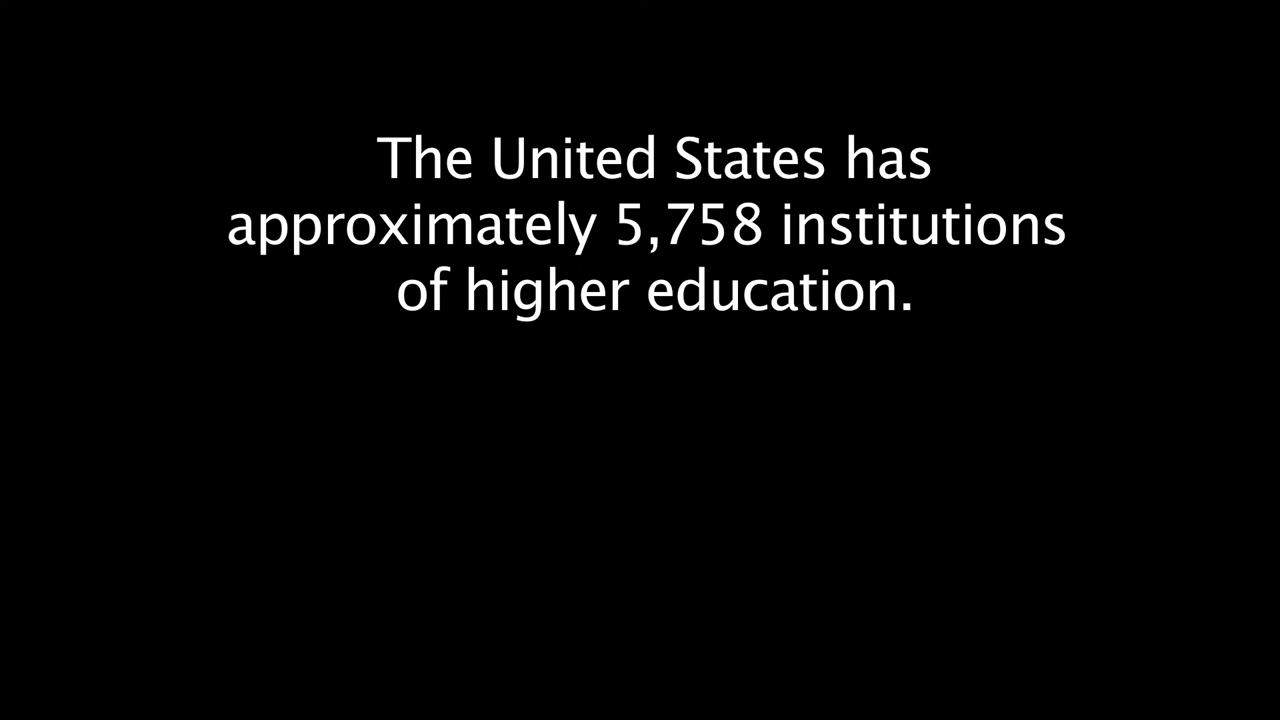 The United States has
approximately 5,758 institutions
of higher education.